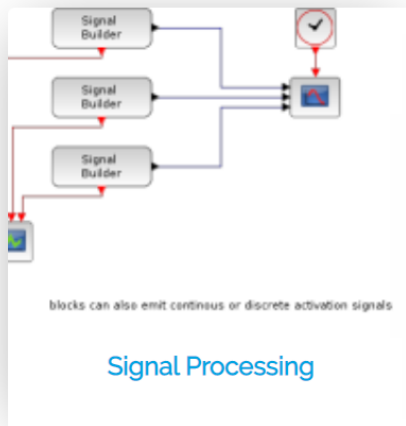 Signal
Builder
Signal
Builder
Signal
Builder
blocks can also emit continous or discrete activation signals
Signal Processing